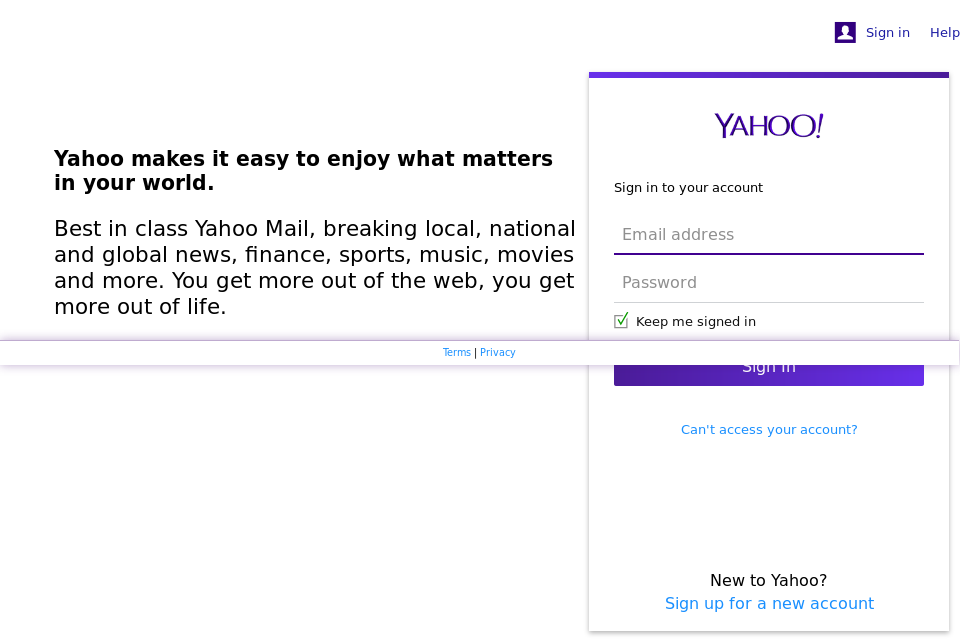 Sign in Help
YAHOO!
Yahoo makes it easy to enjoy what matters
in your world.
Best in class Yahoo Mail, breaking local, national
and global news, finance, sports, music, movies
and more. You get more out of the web, you get
more out of life.
Sign in to your account
Email address
Password
Keep me signed in
Terms | Privacy
Sign in
Can't access your account?
New to Yahoo?
Sign up for a new account